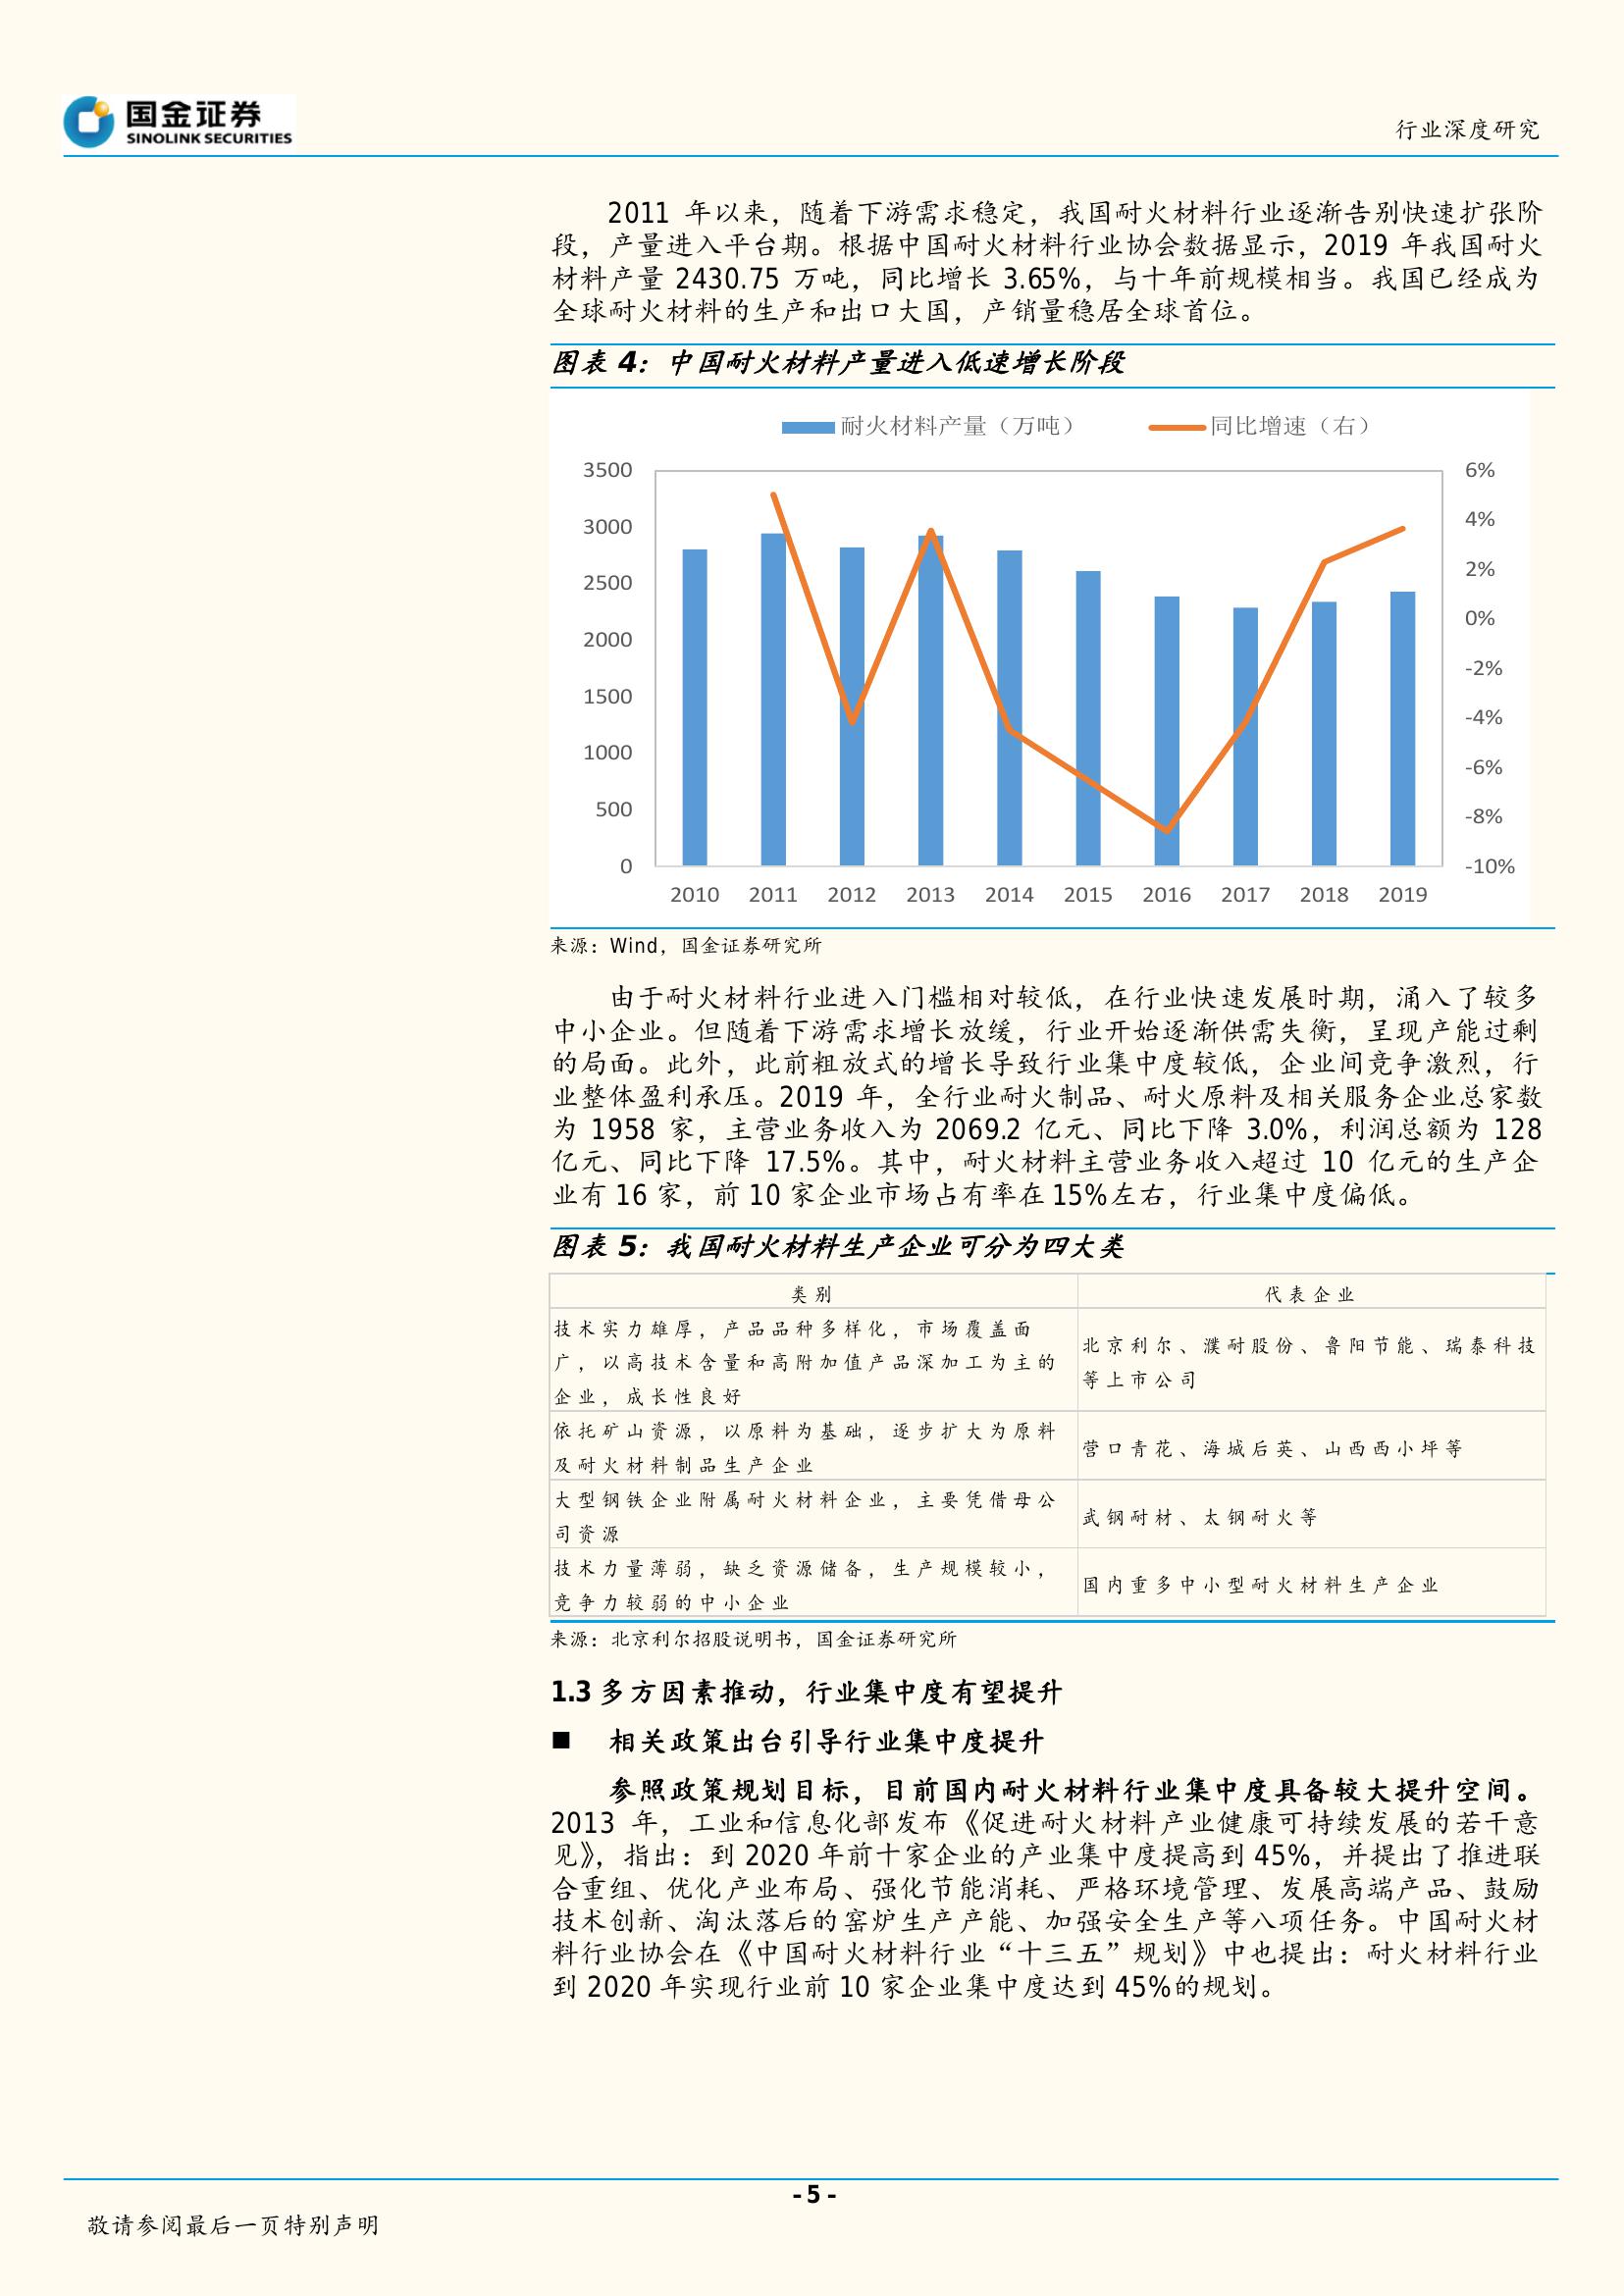 国金证券
SINOLINK SECURITIES
行业深度研究
2011 年以来，随着下游需求稳定，我国耐火材料行业逐渐告别快速扩张阶
段，产量进入平台期。根据中国耐火材料行业协会数据显示，2019 年我国耐火
材料产量 2430.75 万吨，同比增长 3.65%，与十年前规模相当。我国已经成为
全球耐火材料的生产和出口大国，产销量稳居全球首位。
图表 4：中国耐火材料产量进入低速增长阶段
耐火材料产量（万吨） 同比增速（右）
3500 6%
3000 4%
2500 2%
2000 0%
1500 -2%
1000 -4%
500 -6%
0 -8%
-10%
2010 2011 2012 2013 2014 2015 2016 2017 2018 2019
来源：Wind，国金证券研究所
由于耐火材料行业进入门槛相对较低，在行业快速发展时期，涌入了较多
中小企业。但随着下游需求增长放缓，行业开始逐渐供需失衡，呈现产能过剩
的局面。此外，此前粗放式的增长导致行业集中度较低，企业间竞争激烈，行
业整体盈利承压。2019 年，全行业耐火制品、耐火原料及相关服务企业总家数
为 1958 家，主营业务收入为 2069.2 亿元、同比下降 3.0%，利润总额为 128
亿元、同比下降 17.5%。其中，耐火材料主营业务收入超过 10 亿元的生产企
业有 16 家，前 10 家企业市场占有率在 15%左右，行业集中度偏低。
图表 5：我国耐火材料生产企业可分为四大类
类别 代表企业
技术实力雄厚，产品品种多样化，市场覆盖面
广，以高技术含量和高附加值产品深加工为主的
企业，成长性良好
北京利尔、濮耐股份、鲁阳节能、瑞泰科技
等上市公司
依托矿山资源，以原料为基础，逐步扩大为原料
及耐火材料制品生产企业
营口青花、海城后英、山西西小坪等
大型钢铁企业附属耐火材料企业，主要凭借母公
司资源
武钢耐材、太钢耐火等
技术力量薄弱，缺乏资源储备，生产规模较小，
竞争力较弱的中小企业
国内重多中小型耐火材料生产企业
来源：北京利尔招股说明书，国金证券研究所
1.3 多方因素推动，行业集中度有望提升
■ 相关政策出台引导行业集中度提升
参照政策规划目标，目前国内耐火材料行业集中度具备较大提升空间。
2013 年，工业和信息化部发布《促进耐火材料产业健康可持续发展的若干意
见》，指出：到 2020 年前十家企业的产业集中度提高到 45%，并提出了推进联
合重组、优化产业布局、强化节能消耗、严格环境管理、发展高端产品、鼓励
技术创新、淘汰落后的窑炉生产产能、加强安全生产等八项任务。中国耐火材
料行业协会在《中国耐火材料行业“十三五”规划》中也提出：耐火材料行业
到 2020 年实现行业前 10 家企业集中度达到 45%的规划。
- 5 -
敬请参阅最后一页特别声明